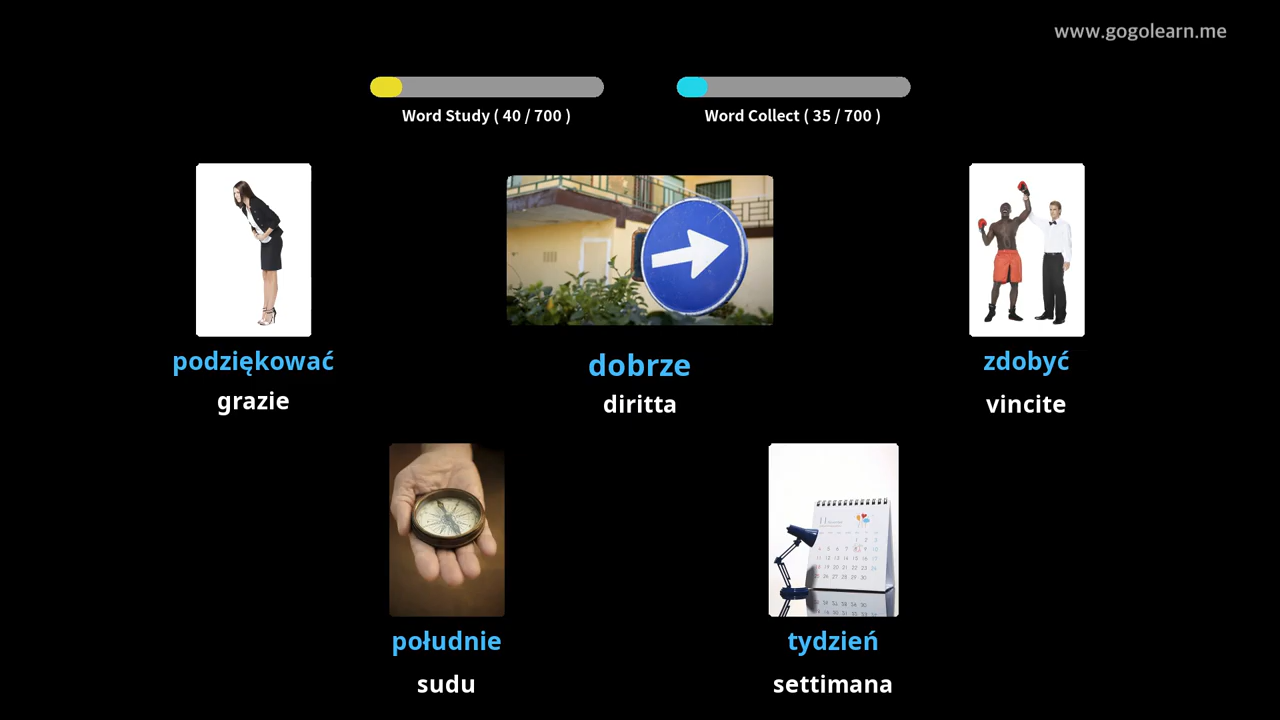 www.gogolearn.me
Word Study ( 40 / 700 )
Word Collect ( 35 / 700 )
podziękować
grazie
dobrze
diritta
zdobyć
vincite
południe
sudu
tydzień
settimana